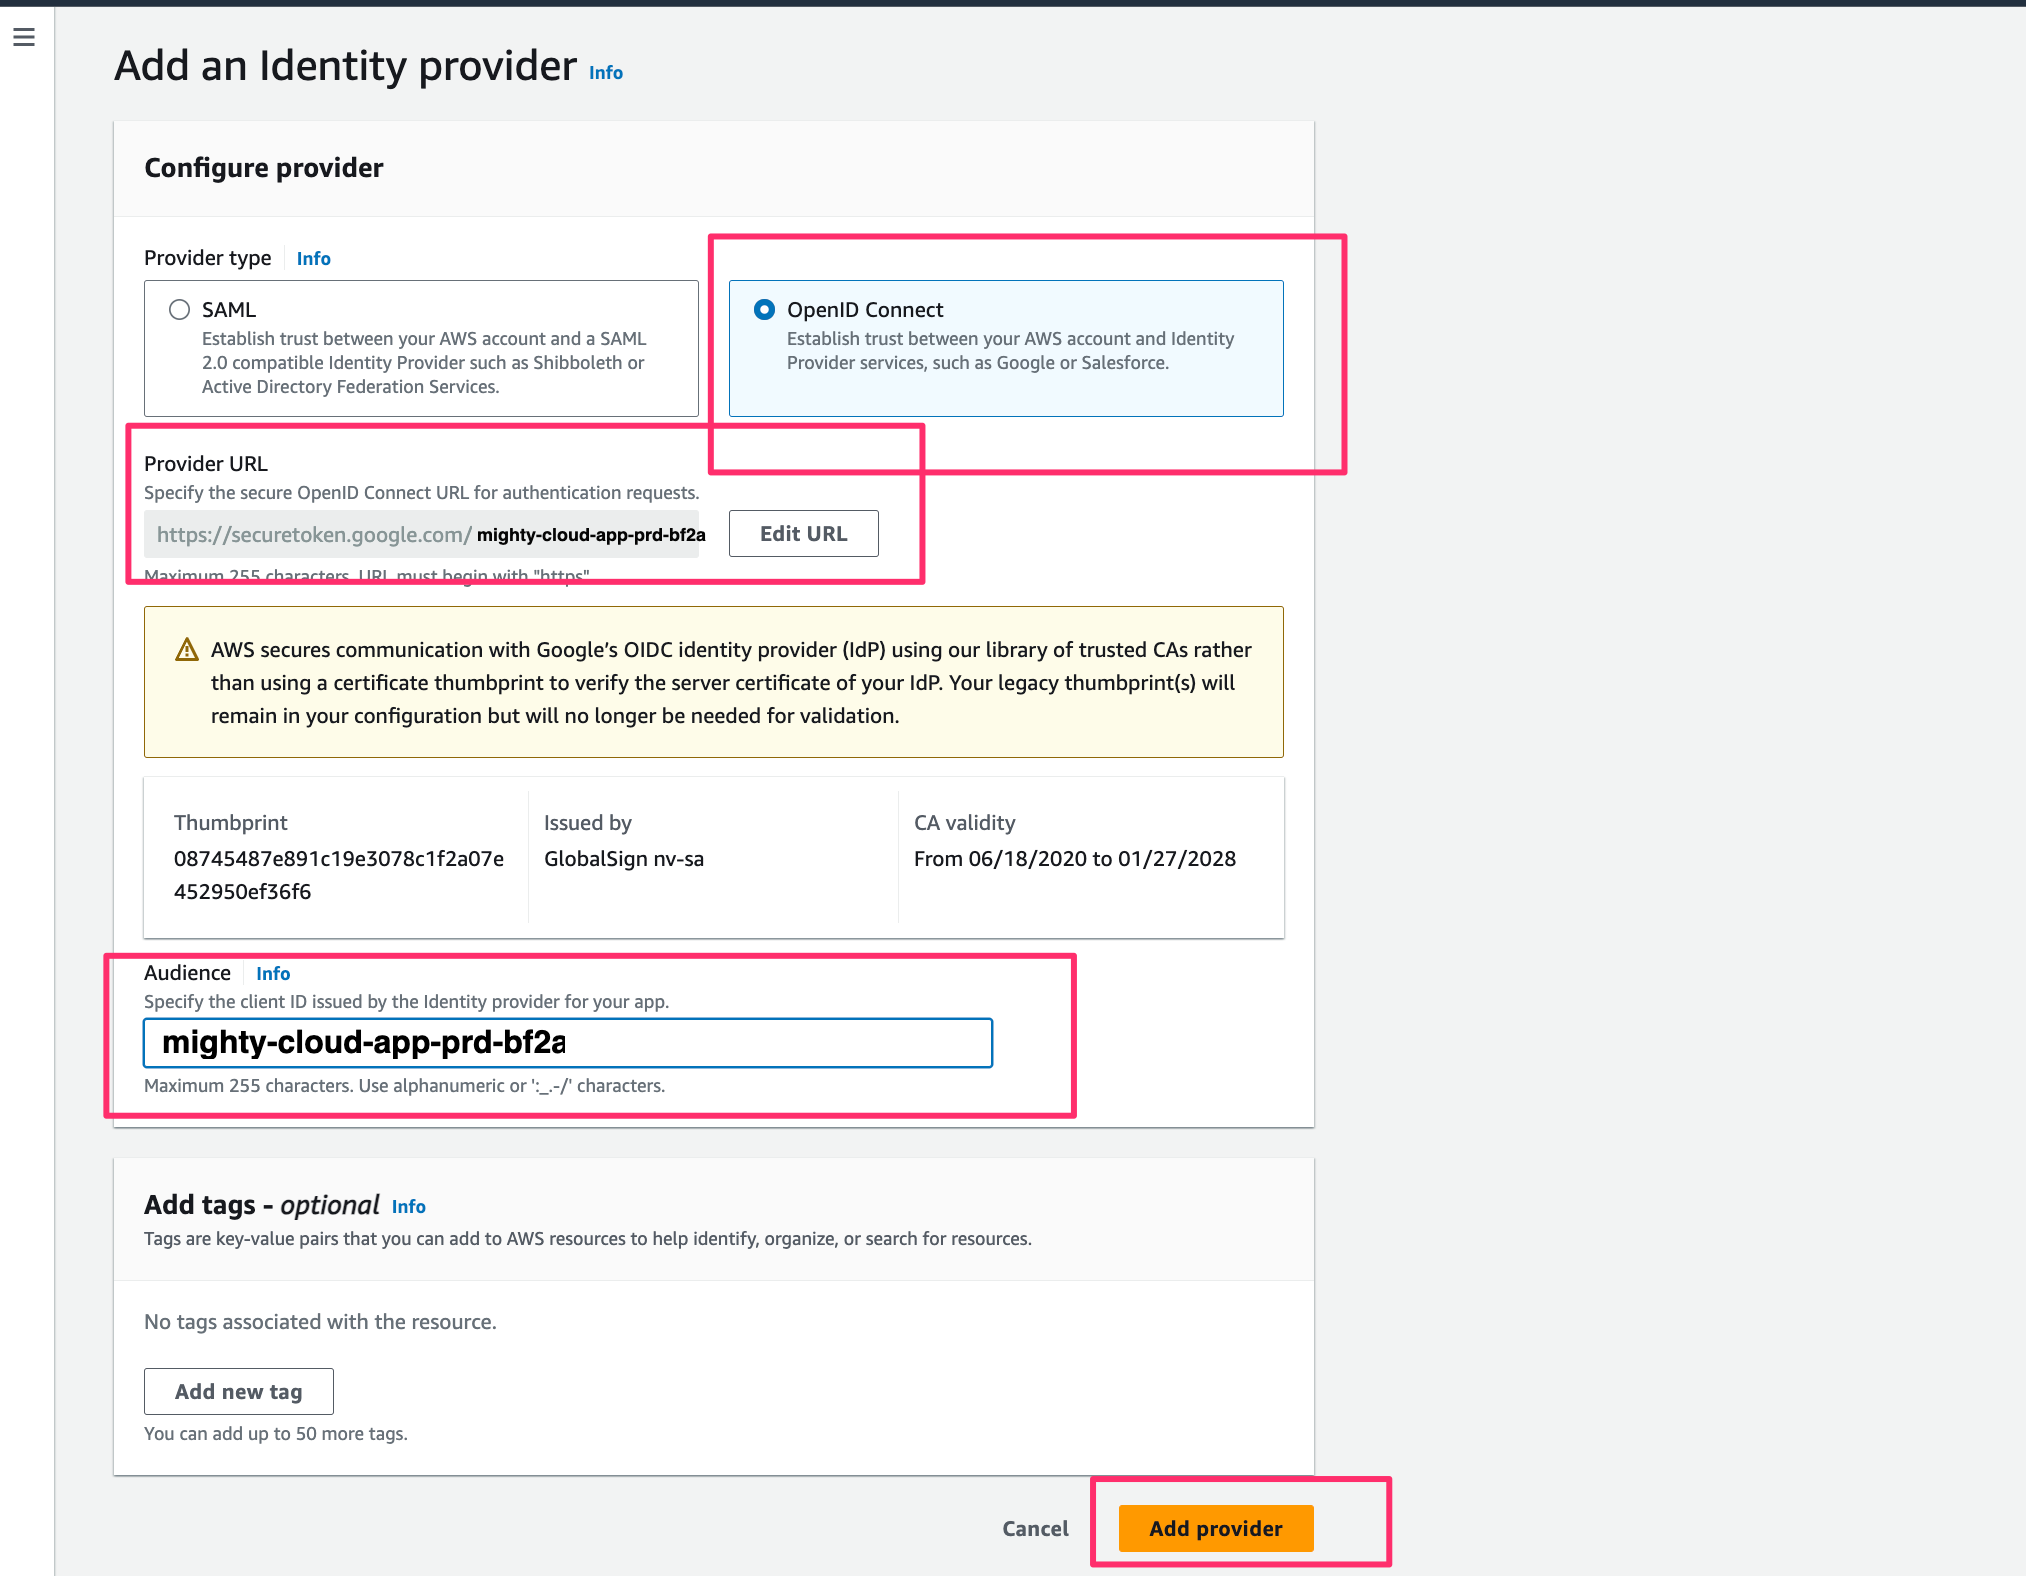 Add an Identity provider Info
Configure provider
Provider type Info
SAML
Establish trust between your AWS account and a SAML
2.0 compatible Identity Provider such as Shibboleth or
Active Directory Federation Services.
OpenID Connect
Establish trust between your AWS account and Identity
Provider services, such as Google or Salesforce.
Provider URL
Specify the secure OpenID Connect URL for authentication requests.
https://securetoken.google.com/ mighty-cloud-app-prd-bf2a
Edit URL
Maximum 255 characters. URL must begin with "https"
AWS secures communication with Google's OIDC identity provider (IdP) using our library of trusted CAs rather
than using a certificate thumbprint to verify the server certificate of your IdP. Your legacy thumbprint(s) will
remain in your configuration but will no longer be needed for validation.
Thumbprint
08745487e891c19e3078c1f2a07e
452950ef36f6
Issued by
GlobalSign nv-sa
CA validity
From 06/18/2020 to 01/27/2028
Audience Info
Specify the client ID issued by the Identity provider for your app.
mighty-cloud-app-prd-bf2a
Maximum 255 characters. Use alphanumeric or ':_.-/' characters.
Add tags - optional Info
Tags are key-value pairs that you can add to AWS resources to help identify, organize, or search for resources.
No tags associated with the resource.
Add new tag
You can add up to 50 more tags.
Cancel
Add provider